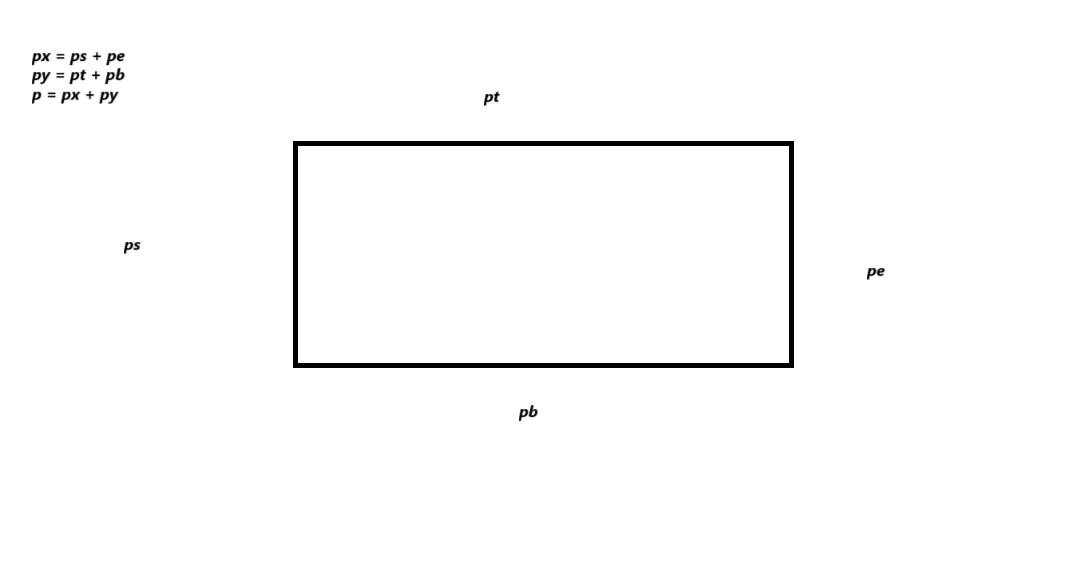 px = ps + pe
py = pt + pb
p = px + py
pt
ps
pe
pb